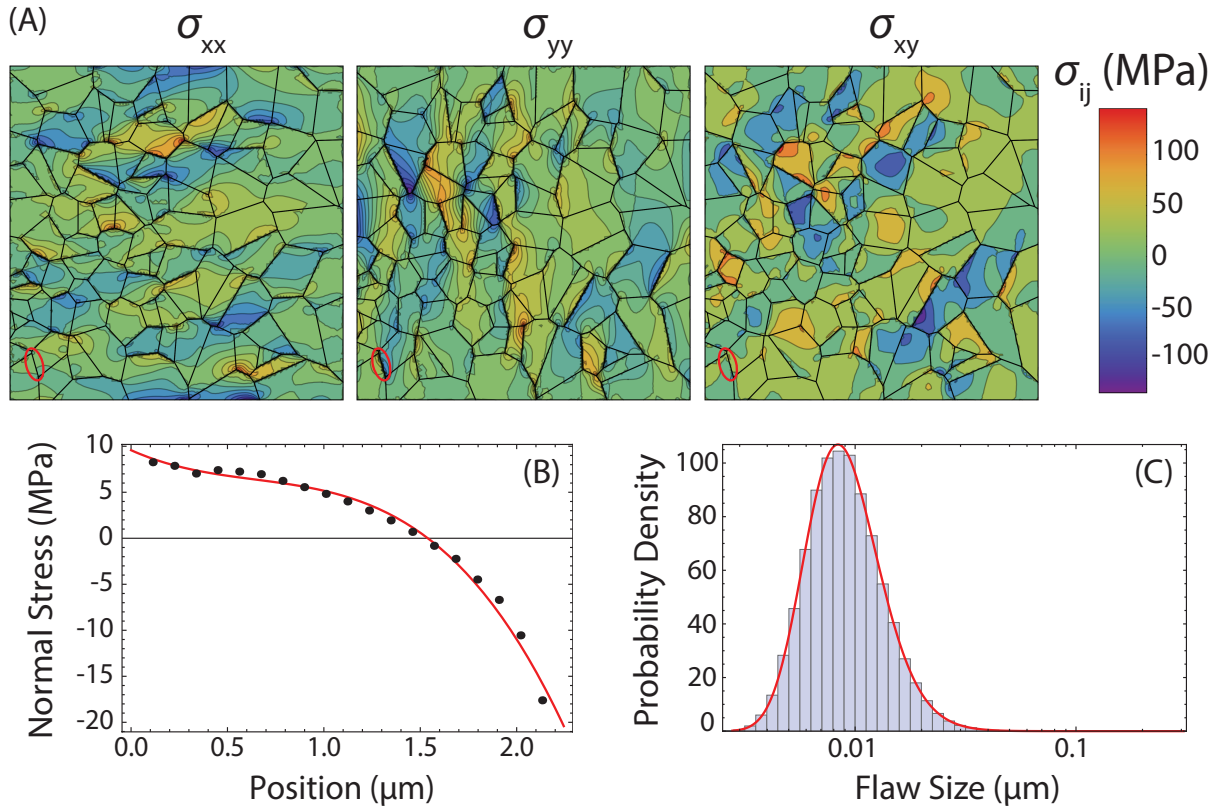 (A)
σxx
σyy
σxy
σij (MPa)
100
50
0
-50
-100
(B)
Normal Stress (MPa)
10
5
0
-5
-10
-15
-20
0.0 0.5 1.0 1.5 2.0
Position (μm)
(C)
Probability Density
100
80
60
40
20
0
0.01 0.1
Flaw Size (μm)